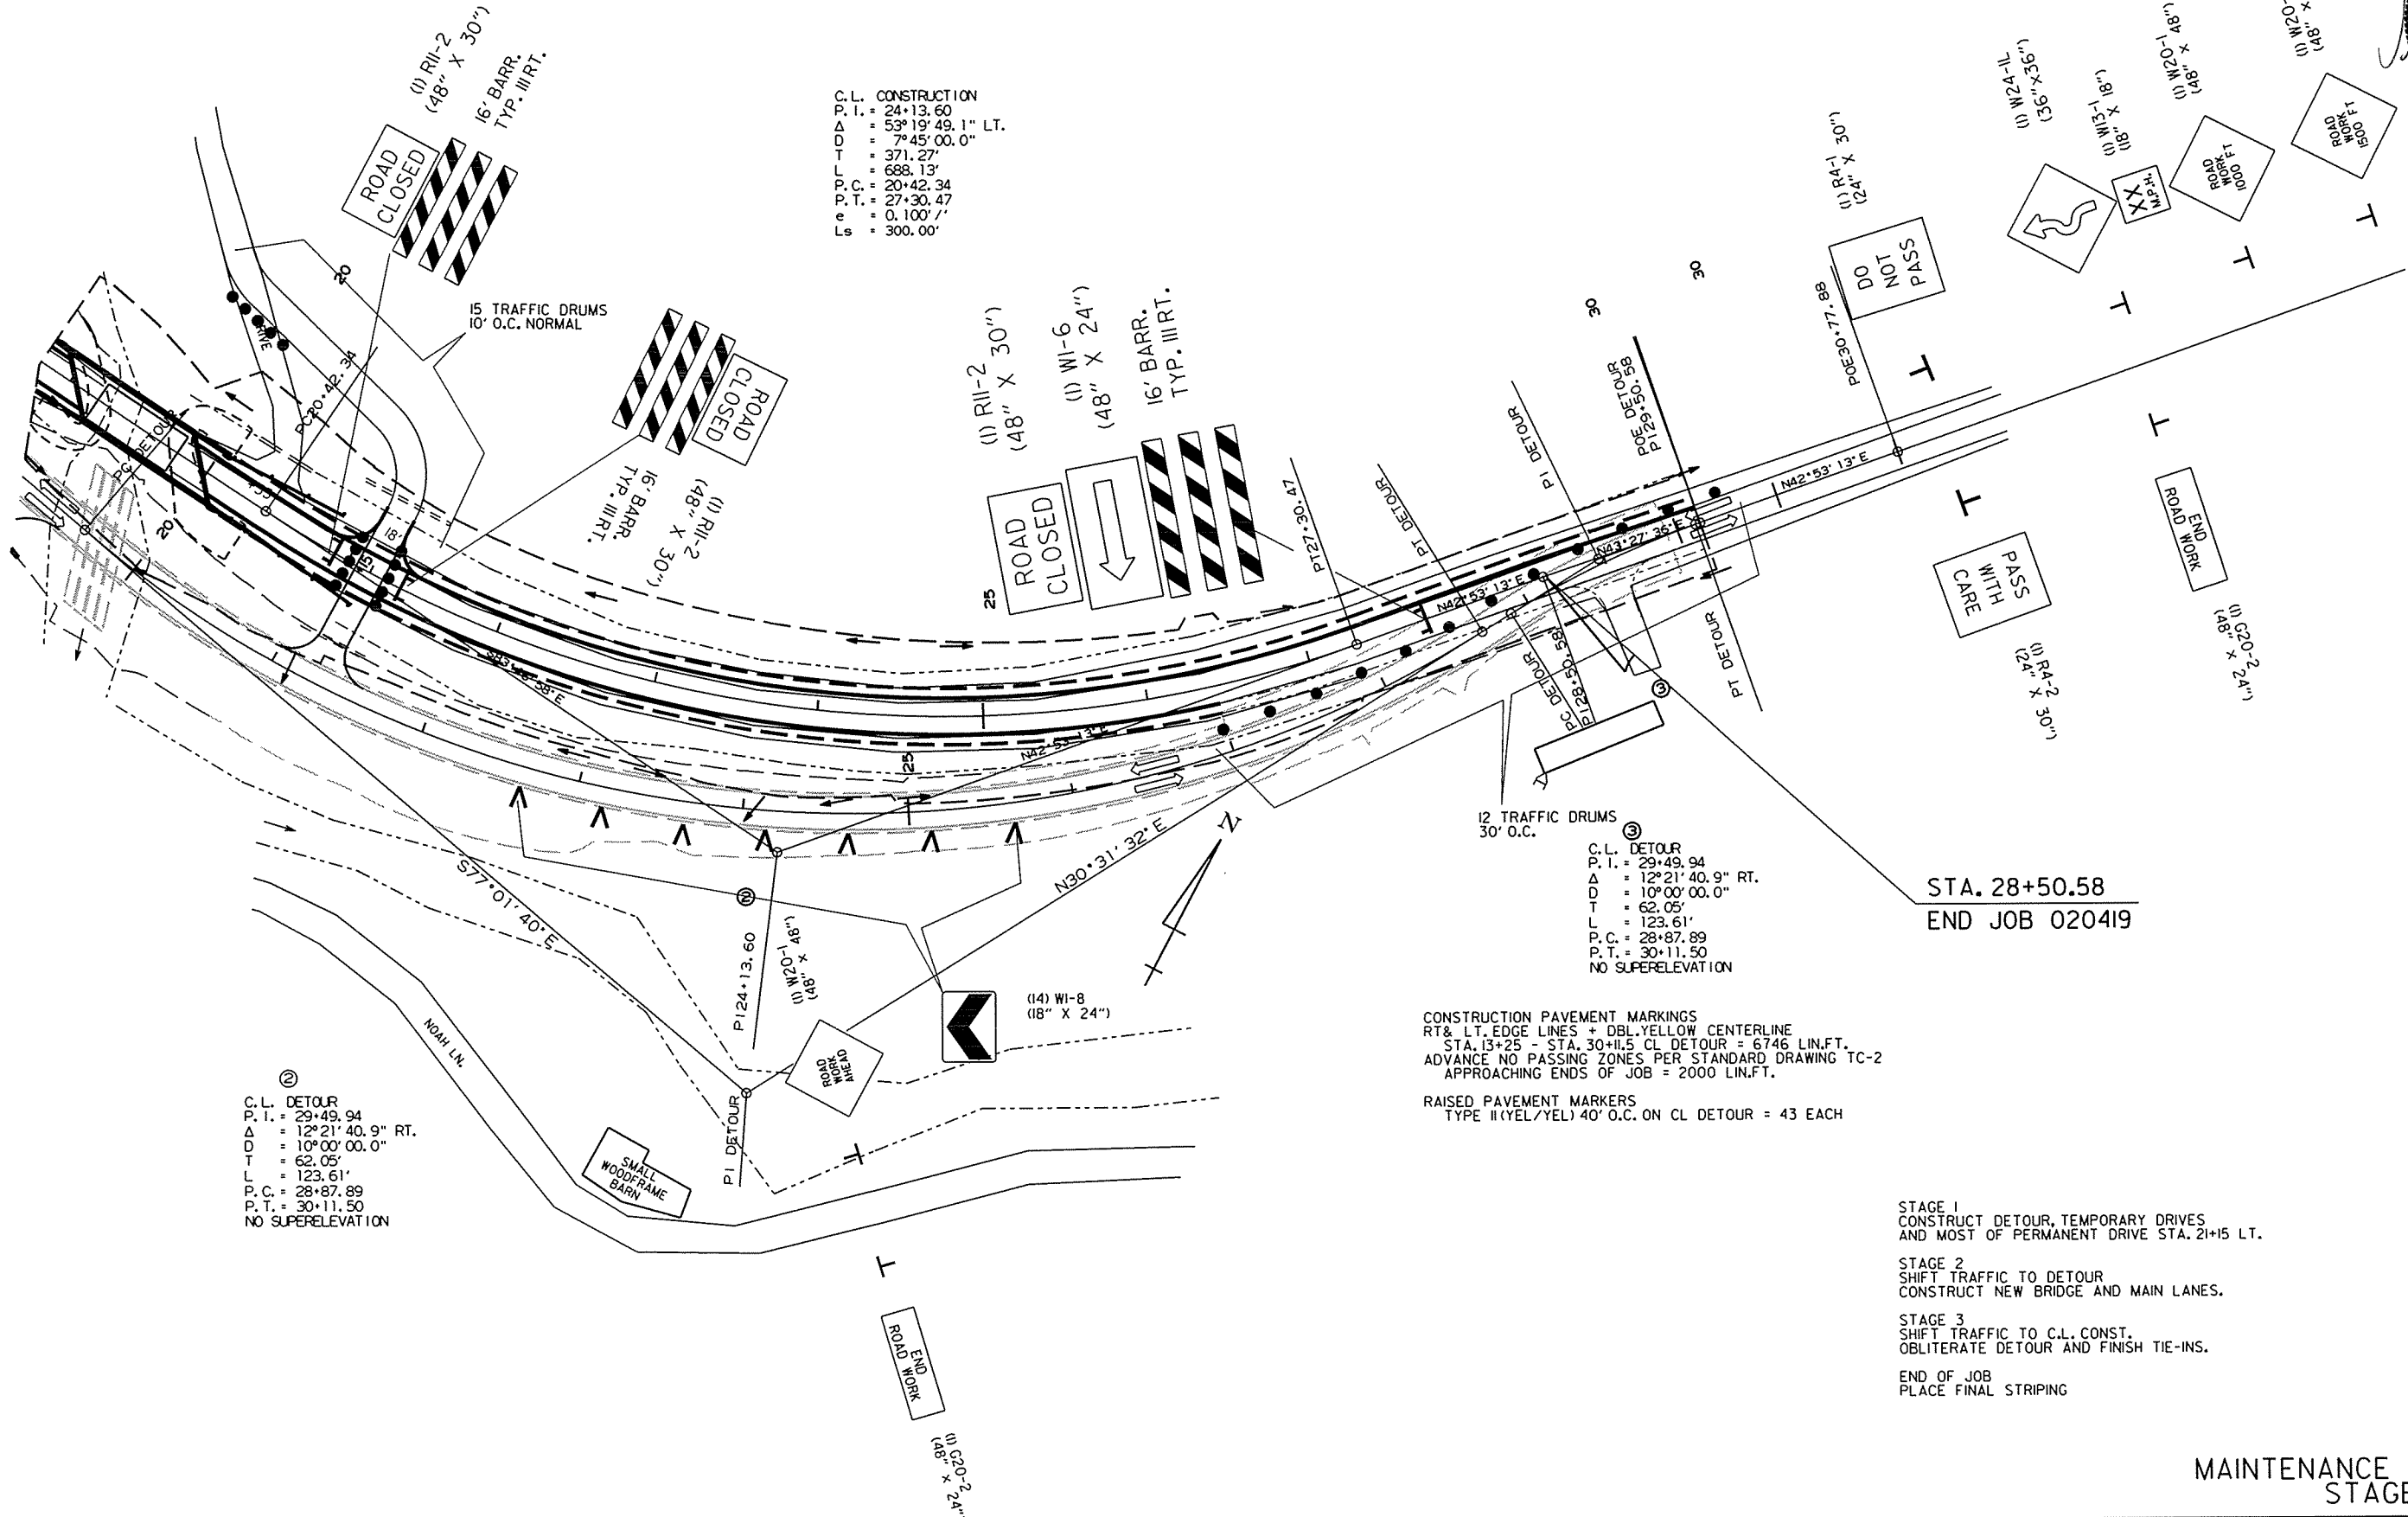 (1) R11-2
(48" X 30")
16' BARR.
TYP. III RT.
ROAD
CLOSED
C.L. CONSTRUCTION
P.I. = 24+13.60
Δ = 53°19'49.1" LT.
D = 7°45'00.0"
T = 371.27'
L = 688.13'
P.C. = 20+42.34
P.T. = 27+30.47
e = 0.100'/'
Ls = 300.00'
15 TRAFFIC DRUMS
10' O.C. NORMAL
20
PC20+42.34
PC DETOUR
20
18'
ROAD
CLOSED
16' BARR.
TYP. III RT.
(1) R11-2
(48" X 30")
(1) R11-2
(48" X 30")
(1) W1-6
(48" X 24")
16' BARR.
TYP. III RT.
ROAD
CLOSED
25
PT27+30.47
PT DETOUR
PI DETOUR
30
POE DETOUR
PI29+50.58
30
POE30+77.88
(1) R4-1
(24" X 30")
DO
NOT
PASS
(1) W24-1L
(36"X36")
(1) W13-1
(18" X 18")
XX
M.P.H.
(1) W20-1
(48" X 48")
ROAD
WORK
1000 FT
(1) W20-
(48" X
ROAD
WORK
1500 FT
N42°53'13"E
N43°27'36"E
N42°53'13"E
N42°53'13"E
25
END
ROAD WORK
(1) G20-2
(48" X 24")
PASS
WITH
CARE
(1) R4-2
(24" X 30")
PC DETOUR
PI28+50.58
PT DETOUR
3
12 TRAFFIC DRUMS
30' O.C.
3
C.L. DETOUR
P.I. = 29+49.94
Δ = 12°21'40.9" RT.
D = 10°00'00.0"
T = 62.05'
L = 123.61'
P.C. = 28+87.89
P.T. = 30+11.50
NO SUPERELEVATION
STA. 28+50.58
END JOB 020419
S77°01'40"E
N30°31'32"E
N
2
PI24+13.60
(1) W20-1
(48" X 48")
ROAD
WORK
AHEAD
(14) W1-8
(18" X 24")
NOAH LN.
PI DETOUR
SMALL
WOODFRAME
BARN
2
C.L. DETOUR
P.I. = 29+49.94
Δ = 12°21'40.9" RT.
D = 10°00'00.0"
T = 62.05'
L = 123.61'
P.C. = 28+87.89
P.T. = 30+11.50
NO SUPERELEVATION
CONSTRUCTION PAVEMENT MARKINGS
RT& LT. EDGE LINES + DBL.YELLOW CENTERLINE
STA. 13+25 - STA. 30+11.5 CL DETOUR = 6746 LIN.FT.
ADVANCE NO PASSING ZONES PER STANDARD DRAWING TC-2
APPROACHING ENDS OF JOB = 2000 LIN.FT.
RAISED PAVEMENT MARKERS
TYPE II(YEL/YEL) 40' O.C. ON CL DETOUR = 43 EACH
END
ROAD WORK
(1) G20-2
(48" X 24"
STAGE 1
CONSTRUCT DETOUR, TEMPORARY DRIVES
AND MOST OF PERMANENT DRIVE STA. 21+15 LT.
STAGE 2
SHIFT TRAFFIC TO DETOUR
CONSTRUCT NEW BRIDGE AND MAIN LANES.
STAGE 3
SHIFT TRAFFIC TO C.L. CONST.
OBLITERATE DETOUR AND FINISH TIE-INS.
END OF JOB
PLACE FINAL STRIPING
MAINTENANCE
STAGE